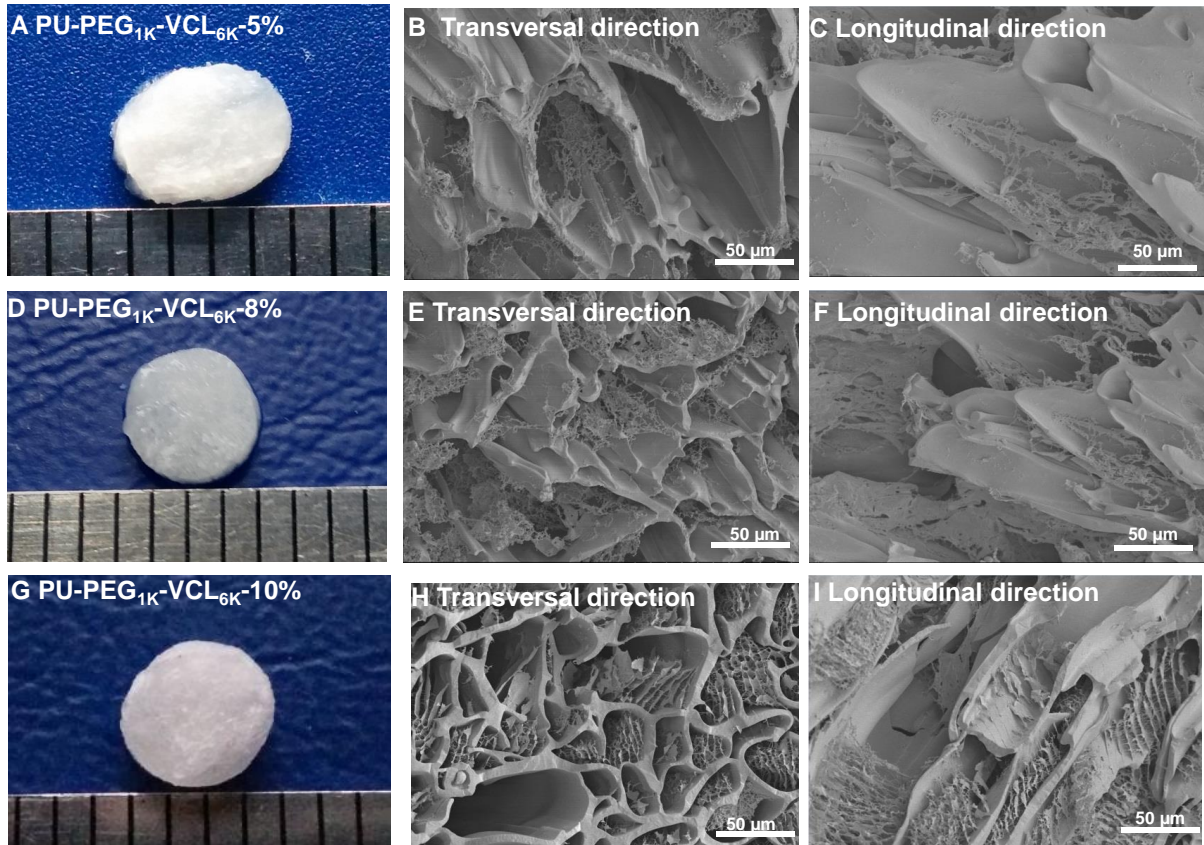 A PU-PEG1K-VCL6K-5%
B Transversal direction
C Longitudinal direction
50 µm
50 µm
D PU-PEG1K-VCL6K-8%
E Transversal direction
F Longitudinal direction
50 µm
50 µm
G PU-PEG1K-VCL6K-10%
H Transversal direction
I Longitudinal direction
50 µm
50 µm